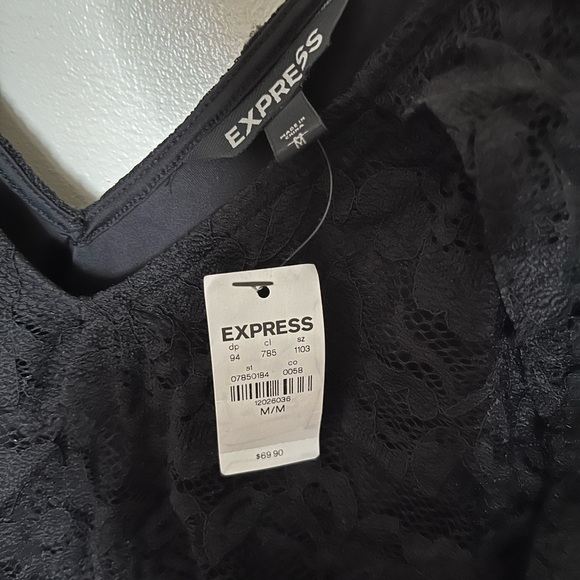 EXPRESS
MADE IN
CHINA
M
EXPRESS
dp cl sz
94 785 1103
st co
07850184 0058
12026036
M/M
$69.90